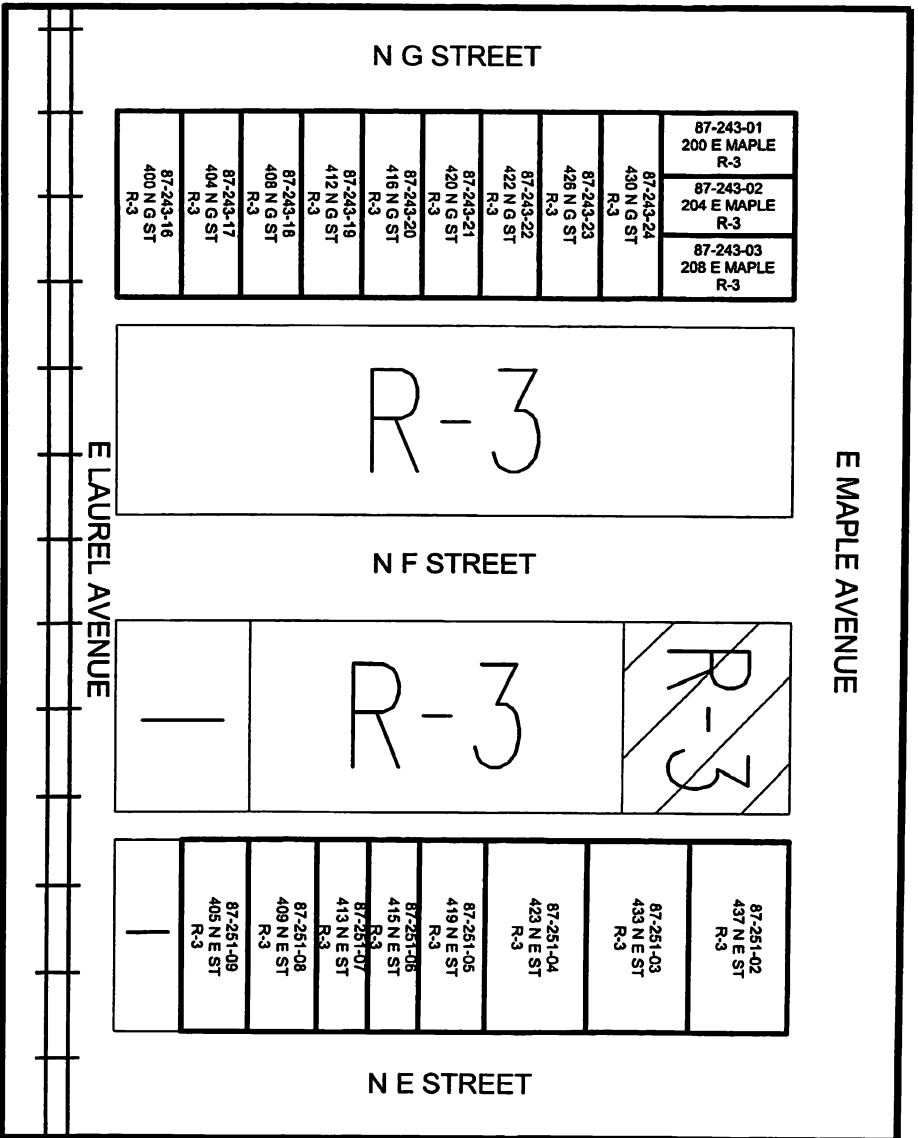 N G STREET
87-243-16
400 N G ST
R-3
87-243-17
404 N G ST
R-3
87-243-18
408 N G ST
R-3
87-243-19
412 N G ST
R-3
87-243-20
416 N G ST
R-3
87-243-21
420 N G ST
R-3
87-243-22
422 N G ST
R-3
87-243-23
426 N G ST
R-3
87-243-24
430 N G ST
R-3
87-243-01
200 E MAPLE
R-3
87-243-02
204 E MAPLE
R-3
87-243-03
208 E MAPLE
R-3
R-3
E LAUREL AVENUE
E MAPLE AVENUE
N F STREET
R-3
R-3
87-251-09
405 N E ST
R-3
87-251-08
409 N E ST
R-3
87-251-07
413 N E ST
R-3
87-251-06
415 N E ST
R-3
87-251-05
419 N E ST
R-3
87-251-04
423 N E ST
R-3
87-251-03
433 N E ST
R-3
87-251-02
437 N E ST
R-3
N E STREET